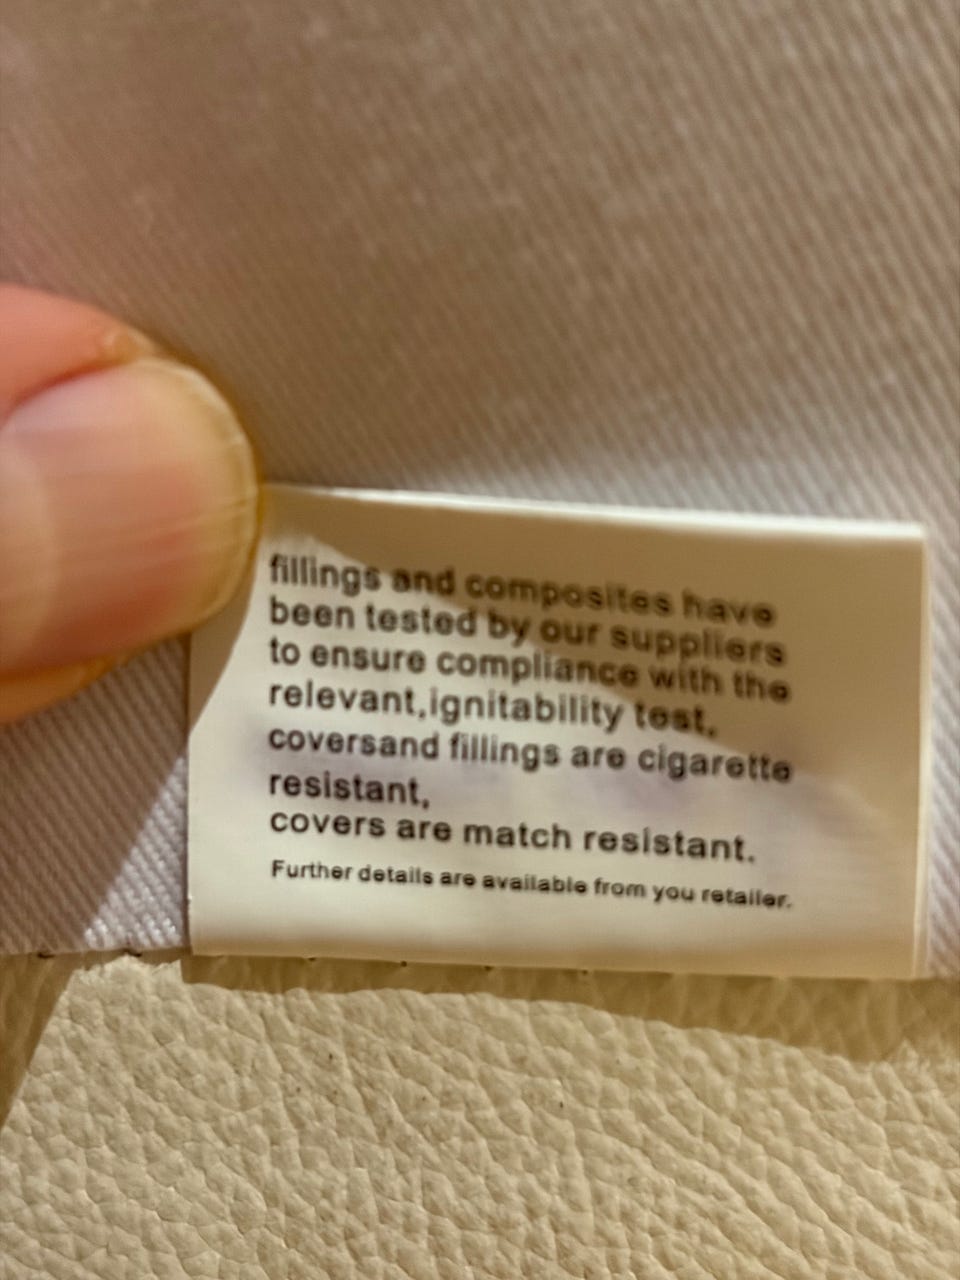 fillings and composites have
been tested by our suppliers
to ensure compliance with the
relevant,ignitability test,
coversand fillings are cigarette
resistant,
covers are match resistant.
Further details are available from you retailer.